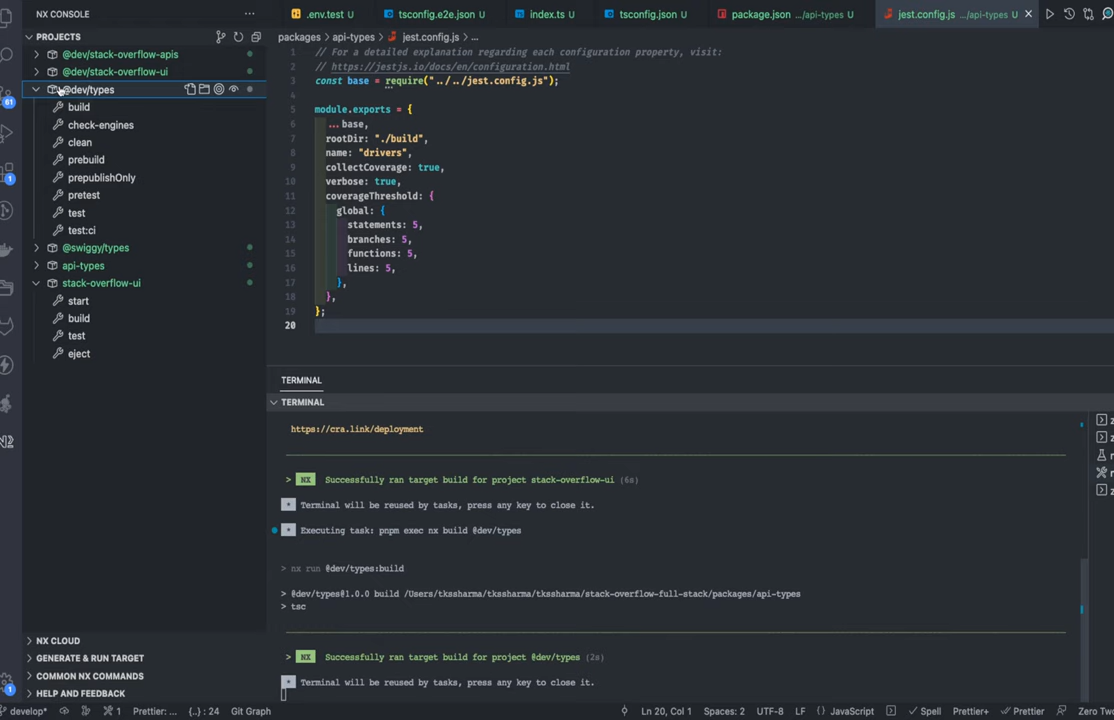 NX CONSOLE
PROJECTS
@dev/stack-overflow-apis
@dev/stack-overflow-ui
@dev/types
build
check-engines
clean
prebuild
prepublishOnly
pretest
test
test:ci
@swiggy/types
api-types
stack-overflow-ui
start
build
test
eject
NX CLOUD
GENERATE & RUN TARGET
COMMON NX COMMANDS
HELP AND FEEDBACK
61
1
1
.env.test U
tsconfig.e2e.json U
index.ts U
tsconfig.json U
package.json .../api-types U
jest.config.js .../api-types U
packages > api-types > jest.config.js > ...
1 // For a detailed explanation regarding each configuration property, visit:
2 // https://jestjs.io/docs/en/configuration.html
3 const base = require("../../jest.config.js");
4
5 module.exports = {
6 ...base,
7 rootDir: "./build",
8 name: "drivers",
9 collectCoverage: true,
10 verbose: true,
11 coverageThreshold: {
12 global: {
13 statements: 5,
14 branches: 5,
15 functions: 5,
16 lines: 5,
17 },
18 },
19 };
20
TERMINAL
TERMINAL
https://cra.link/deployment
> NX Successfully ran target build for project stack-overflow-ui (6s)
* Terminal will be reused by tasks, press any key to close it.
* Executing task: pnpm exec nx build @dev/types
> nx run @dev/types:build
> @dev/types@1.0.0 build /Users/tkssharma/tkssharma/tkssharma/stack-overflow-full-stack/packages/api-types
> tsc
> NX Successfully ran target build for project @dev/types (2s)
* Terminal will be reused by tasks, press any key to close it.
develop*
1
Prettier: ...
{..} : 24
Git Graph
Ln 20, Col 1
Spaces: 2
UTF-8
LF
{} JavaScript
Spell
Prettier+
Prettier
Zero Two